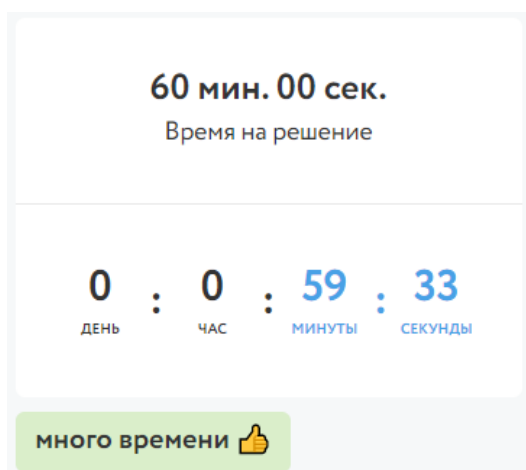 60 мин. 00 сек.
Время на решение
0 : 0 : 59 : 33
ДЕНЬ ЧАС МИНУТЫ СЕКУНДЫ
много времени 👍